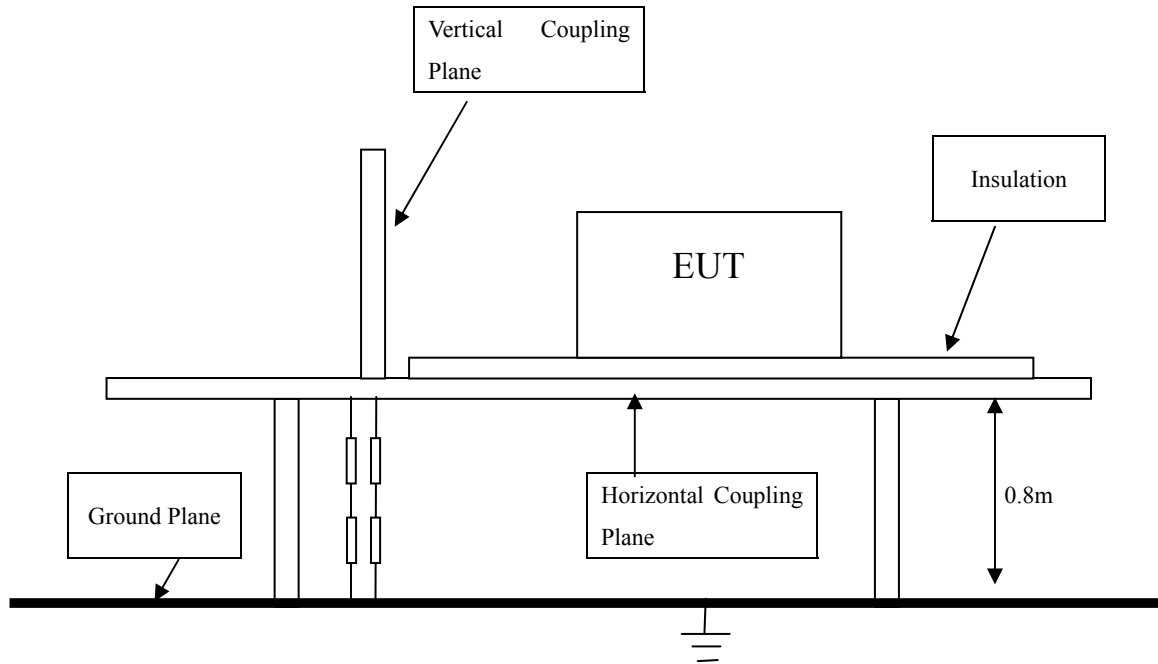 Vertical Coupling
Plane
Insulation
EUT
Ground Plane
Horizontal Coupling
Plane
0.8m